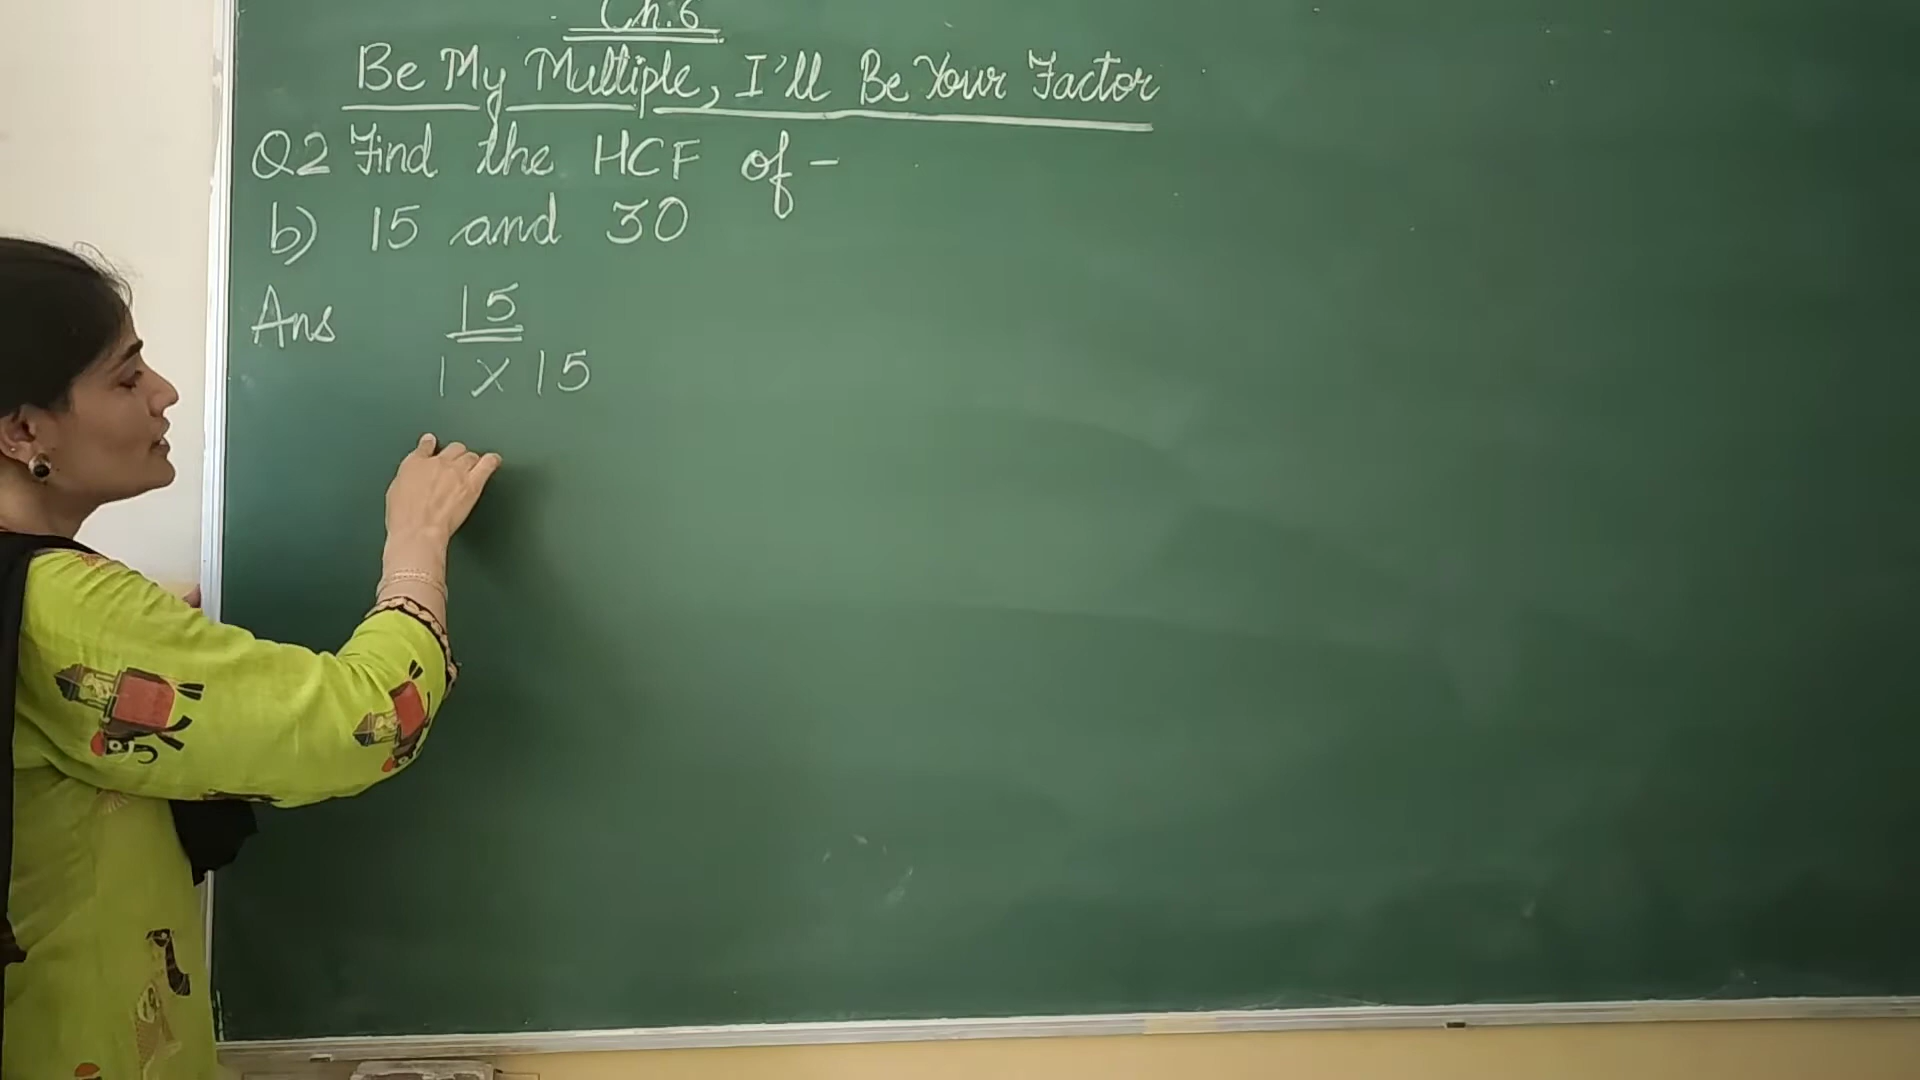 Ch.6
Be My Multiple, I'll Be Your Factor
Q2 Find the HCF of -
b) 15 and 30
Ans 15
1 X 15